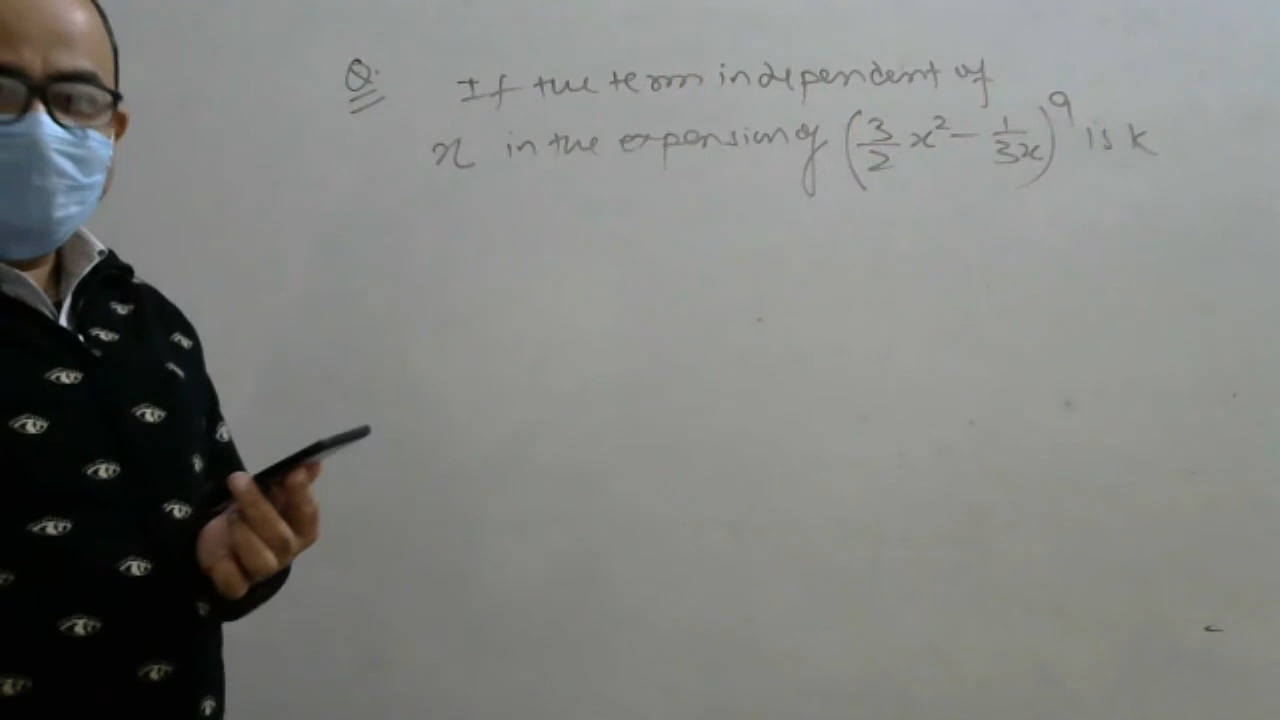 Q. If the term independent of
x in the expansion of (3/2 x² - 1/3x)⁹ is k